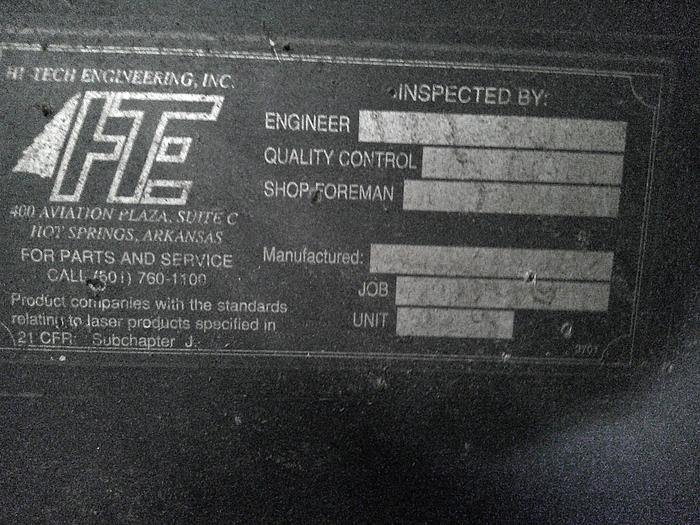 HI TECH ENGINEERING, INC.
HTE
400 AVIATION PLAZA, SUITE C
HOT SPRINGS, ARKANSAS
FOR PARTS AND SERVICE
CALL (501) 760-1100
Product companies with the standards
relating to laser products specified in
21 CFR: Subchapter J.
INSPECTED BY:
ENGINEER
QUALITY CONTROL
SHOP FOREMAN
Manufactured:
JOB
UNIT